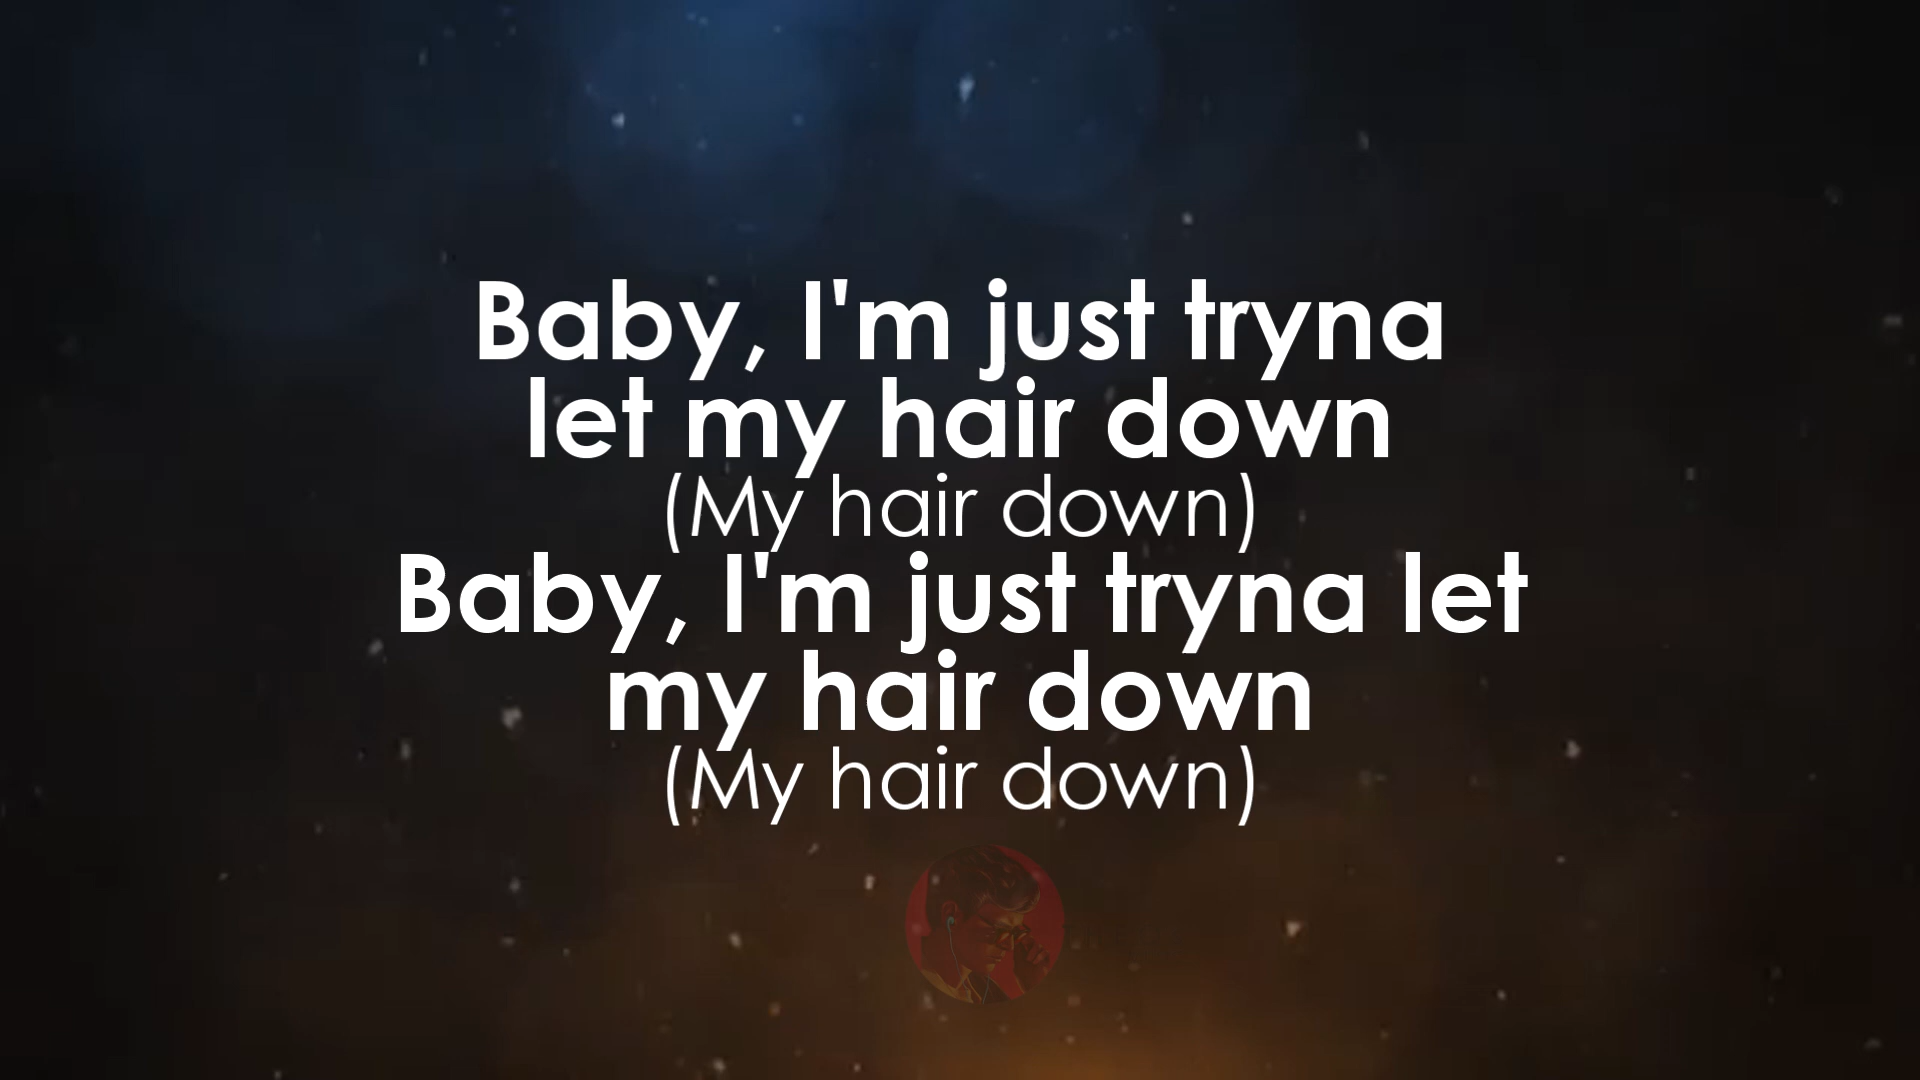 Baby, I'm just tryna
let my hair down
(My hair down)
Baby, I'm just tryna let
my hair down
(My hair down)